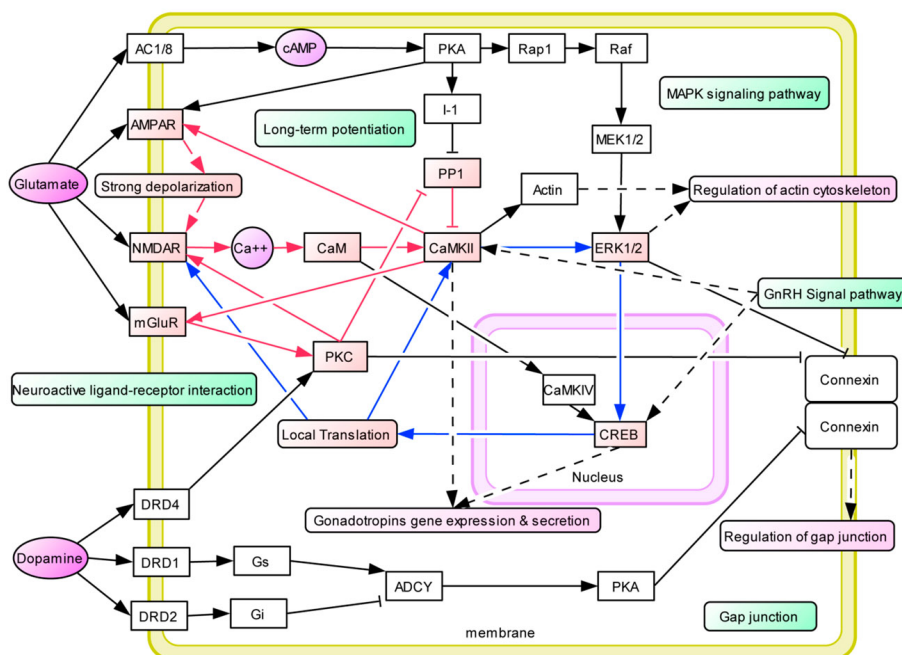 AC1/8
cAMP
PKA
Rap1
Raf
MAPK signaling pathway
AMPAR
Long-term potentiation
I-1
MEK1/2
Glutamate
Strong depolarization
PP1
Actin
Regulation of actin cytoskeleton
NMDAR
Ca++
CaM
CaMKII
ERK1/2
GnRH Signal pathway
mGluR
PKC
Connexin
Neuroactive ligand-receptor interaction
CaMKIV
Connexin
Local Translation
CREB
Nucleus
DRD4
Gonadotropins gene expression & secretion
Regulation of gap junction
Dopamine
DRD1
Gs
ADCY
PKA
DRD2
Gi
Gap junction
membrane